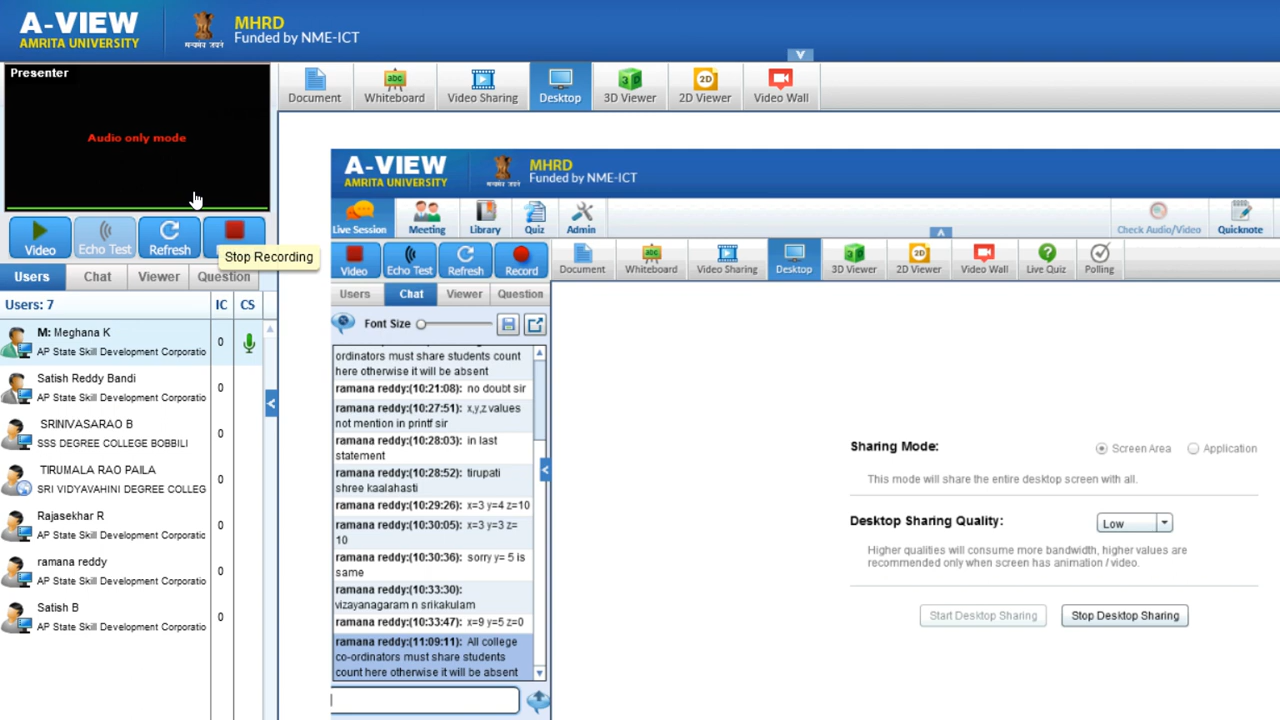 A-VIEW
AMRITA UNIVERSITY
MHRD
Funded by NME-ICT
Presenter
Audio only mode
Document
Whiteboard
Video Sharing
Desktop
3D Viewer
2D
2D Viewer
Video Wall
Video
Echo Test
Refresh
Stop Recording
Users
Chat
Viewer
Question
Users: 7
IC
CS
M: Meghana K
AP State Skill Development Corporatio
0
Satish Reddy Bandi
AP State Skill Development Corporatio
0
SRINIVASARAO B
SSS DEGREE COLLEGE BOBBILI
0
TIRUMALA RAO PAILA
SRI VIDYAVAHINI DEGREE COLLEG
0
Rajasekhar R
AP State Skill Development Corporatio
0
ramana reddy
AP State Skill Development Corporatio
0
Satish B
AP State Skill Development Corporatio
0
A-VIEW
AMRITA UNIVERSITY
MHRD
Funded by NME-ICT
Live Session
Meeting
Library
Quiz
Admin
Check Audio/Video
Quicknote
Video
Echo Test
Refresh
Record
Document
Whiteboard
Video Sharing
Desktop
3D Viewer
2D Viewer
Video Wall
Live Quiz
Polling
Users
Chat
Viewer
Question
Font Size
ordinators must share students count
here otherwise it will be absent
ramana reddy:(10:21:08): no doubt sir
ramana reddy:(10:27:51): x,y,z values
not mention in printf sir
ramana reddy:(10:28:03): in last
statement
ramana reddy:(10:28:52): tirupati
shree kaalahasti
ramana reddy:(10:29:26): x=3 y=4 z=10
ramana reddy:(10:30:05): x=3 y=3 z=
10
ramana reddy:(10:30:36): sorry y= 5 is
same
ramana reddy:(10:33:30):
vizayanagaram n srikakulam
ramana reddy:(10:33:47): x=9 y=5 z=0
ramana reddy:(11:09:11): All college
co-ordinators must share students
count here otherwise it will be absent
Sharing Mode:
Screen Area
Application
This mode will share the entire desktop screen with all.
Desktop Sharing Quality:
Low
Higher qualities will consume more bandwidth, higher values are
recommended only when screen has animation / video.
Start Desktop Sharing
Stop Desktop Sharing